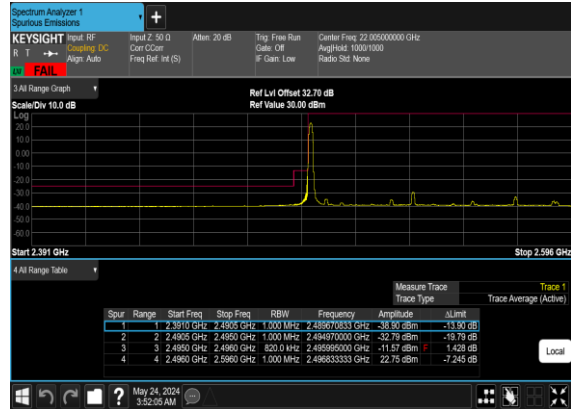 Spectrum Analyzer 1
Spurious Emissions
+
KEYSIGHT Input: RF Input Z: 50 Ω Atten: 20 dB Trig: Free Run Center Freq: 22.005000000 GHz
R T Coupling: DC Corr CCorr Gate: Off Avg|Hold: 1000/1000
Align: Auto Freq Ref: Int (S) IF Gain: Low Radio Std: None
LW FAIL
3 All Range Graph Ref Lvl Offset 32.70 dB
Scale/Div 10.0 dB Ref Value 30.00 dBm
Log
20.0
10.0
0.00
-10.0
-20.0
-30.0
-40.0
-50.0
-60.0
Start 2.391 GHz Stop 2.596 GHz
4 All Range Table
Measure Trace Trace 1
Trace Type Trace Average (Active)
Spur Range Start Freq Stop Freq RBW Frequency Amplitude ΔLimit
1 1 2.3910 GHz 2.4905 GHz 1.000 MHz 2.489670833 GHz -38.90 dBm -13.90 dB
2 2 2.4905 GHz 2.4950 GHz 1.000 MHz 2.494970000 GHz -32.79 dBm -19.79 dB
3 3 2.4950 GHz 2.4960 GHz 820.0 kHz 2.495995000 GHz -11.57 dBm F 1.428 dB
4 4 2.4960 GHz 2.5960 GHz 1.000 MHz 2.496833333 GHz 22.75 dBm -7.245 dB
Local
? May 24, 2024
3:52:05 AM